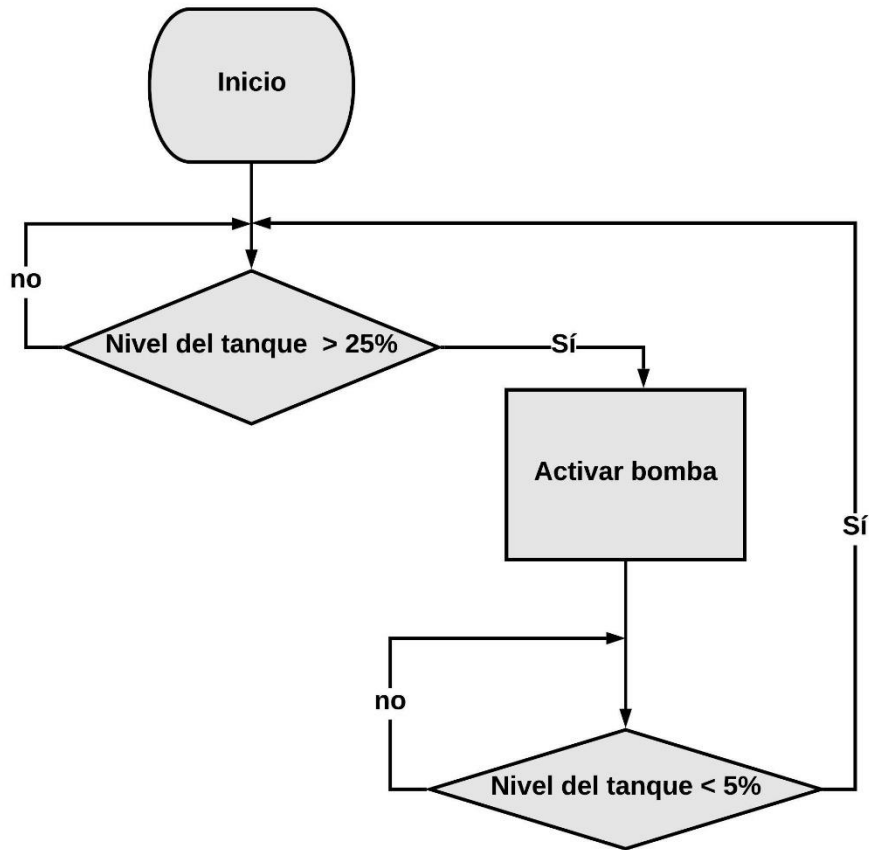 Inicio
no
Nivel del tanque > 25%
Sí
Activar bomba
Sí
no
Nivel del tanque < 5%